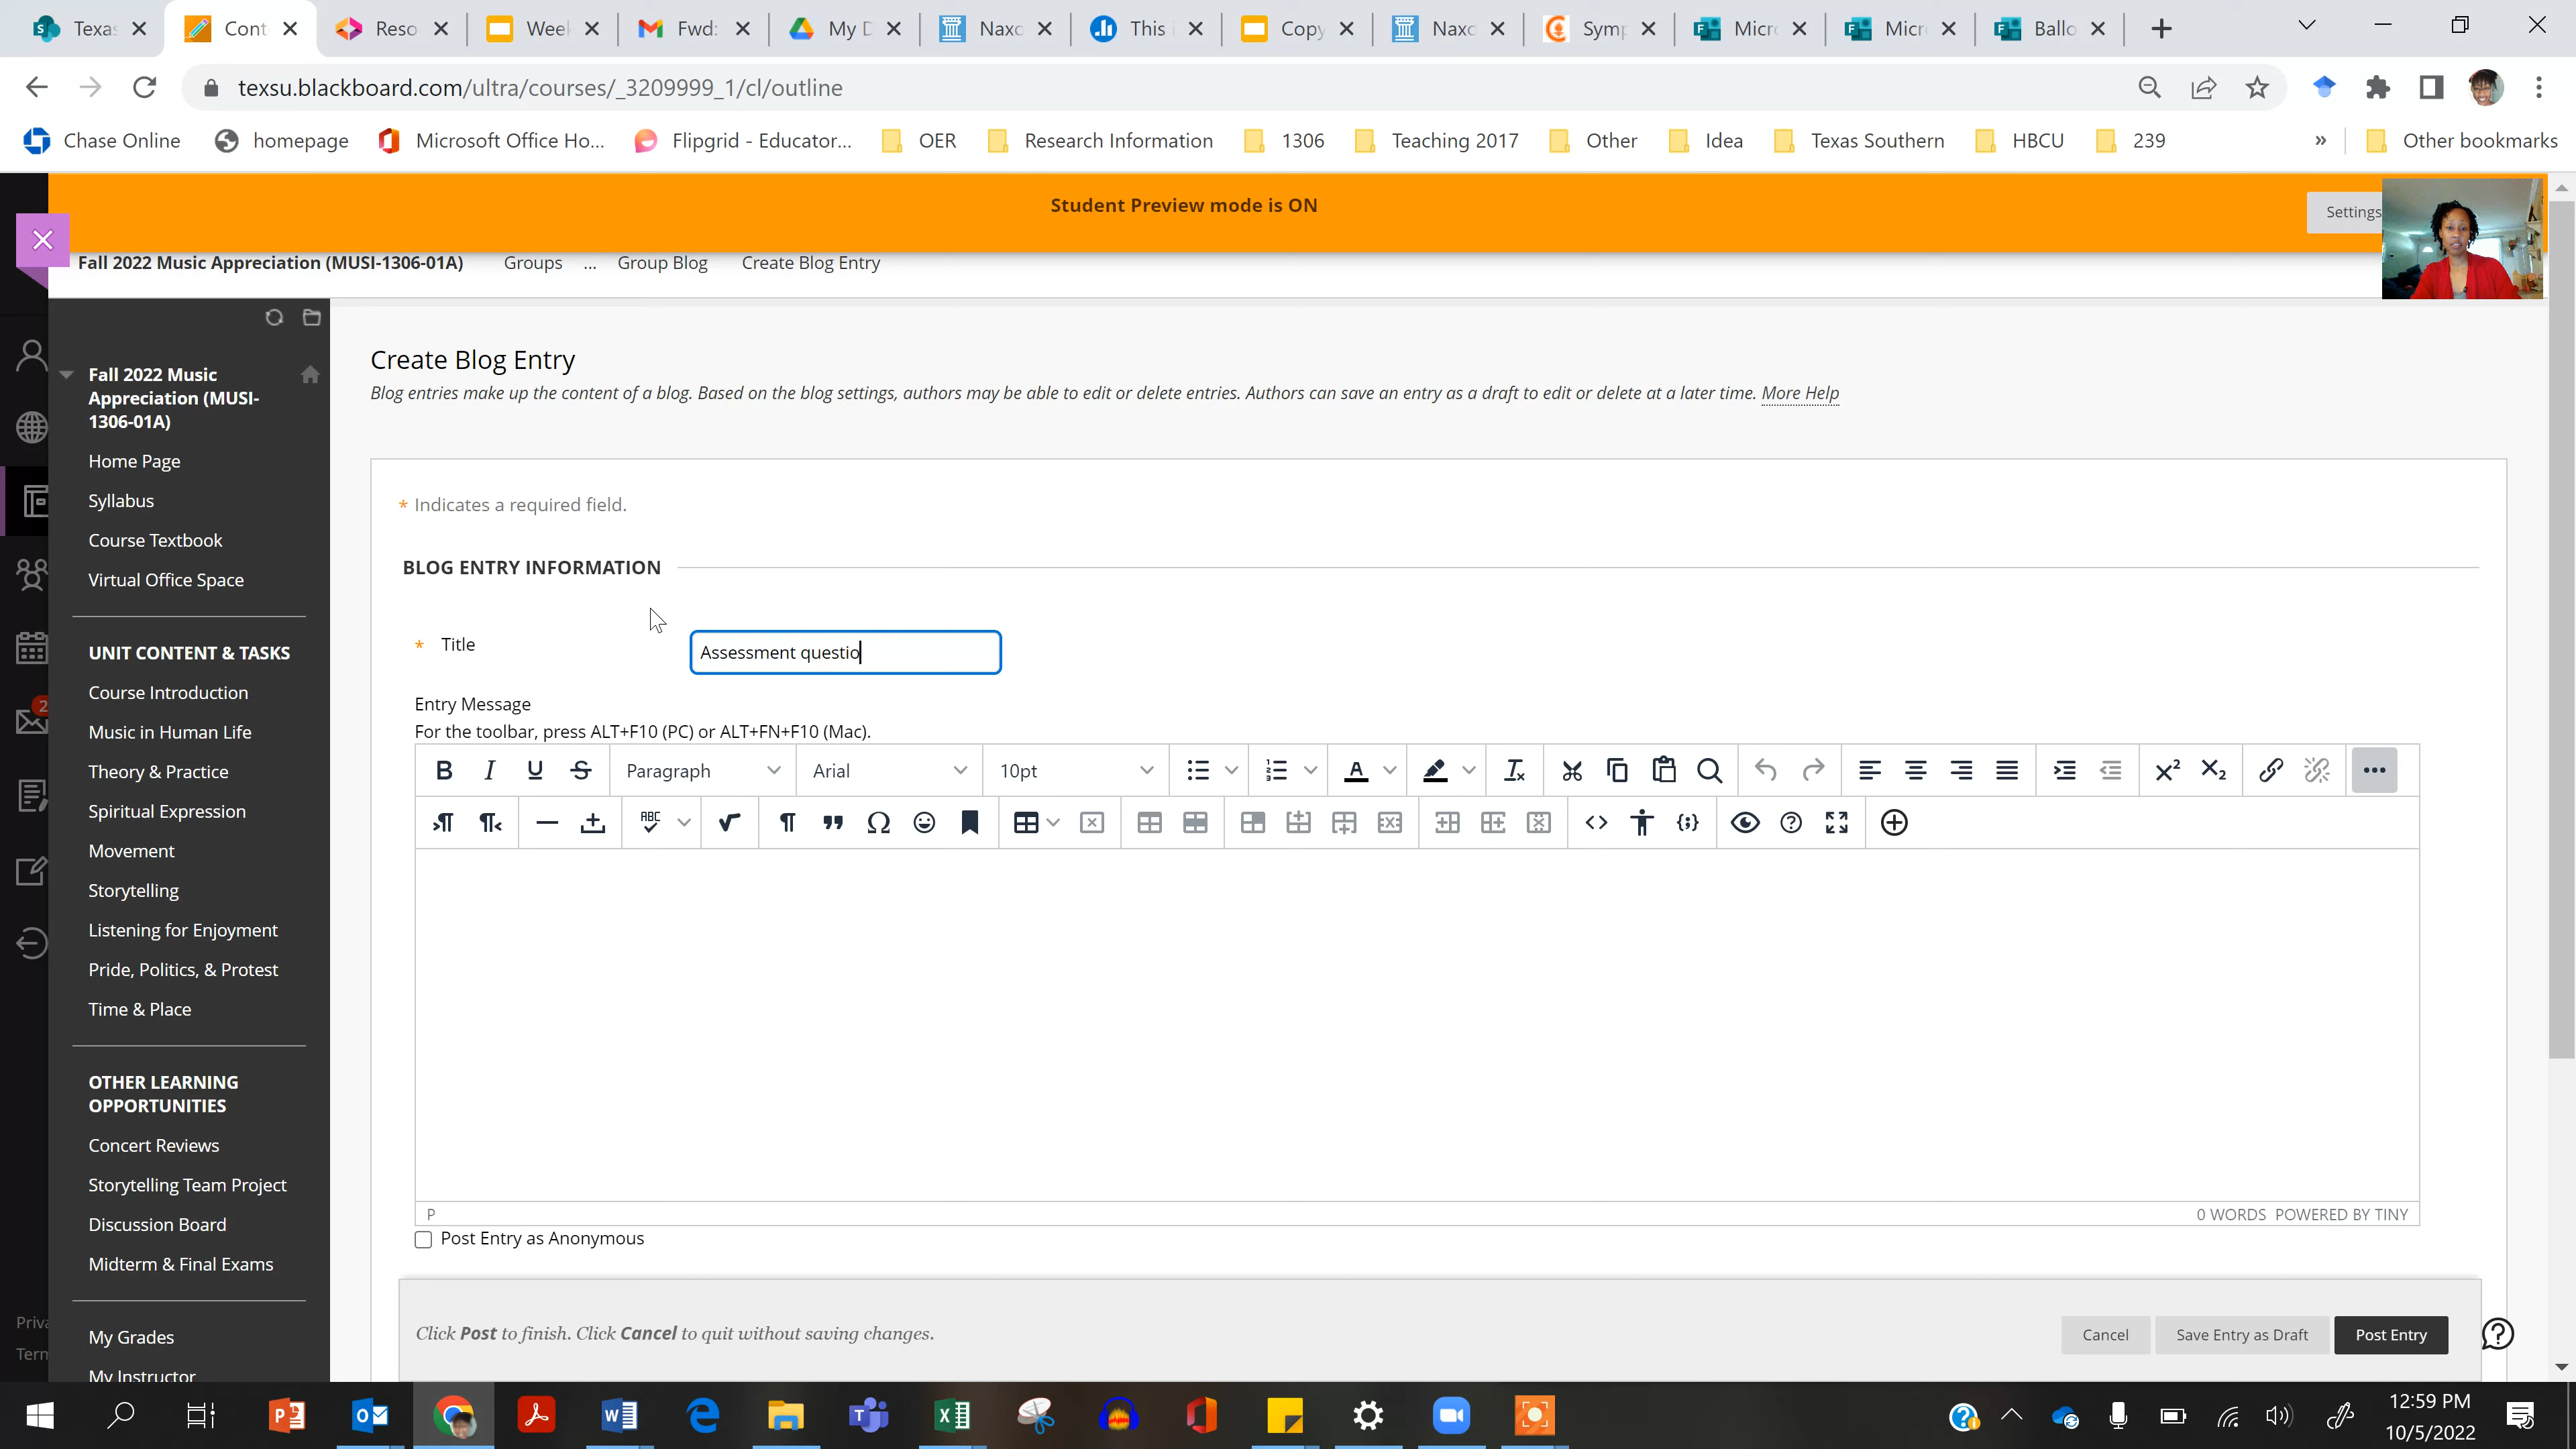 Texas
Cont
Reso
Week
Fwd:
My D
Naxo
This i
Copy
Naxo
Symp
Micro
Micro
Ballo
texsu.blackboard.com/ultra/courses/_3209999_1/cl/outline
Chase Online
homepage
Microsoft Office Ho...
Flipgrid - Educator...
OER
Research Information
1306
Teaching 2017
Other
Idea
Texas Southern
HBCU
239
»
Other bookmarks
Student Preview mode is ON
Settings
Fall 2022 Music Appreciation (MUSI-1306-01A)
Groups
...
Group Blog
Create Blog Entry
Fall 2022 Music
Appreciation (MUSI-
1306-01A)
Home Page
Syllabus
Course Textbook
Virtual Office Space
UNIT CONTENT & TASKS
Course Introduction
Music in Human Life
Theory & Practice
Spiritual Expression
Movement
Storytelling
Listening for Enjoyment
Pride, Politics, & Protest
Time & Place
OTHER LEARNING
OPPORTUNITIES
Concert Reviews
Storytelling Team Project
Discussion Board
Midterm & Final Exams
My Grades
My Instructor
2
Priva
Term
Create Blog Entry
Blog entries make up the content of a blog. Based on the blog settings, authors may be able to edit or delete entries. Authors can save an entry as a draft to edit or delete at a later time. More Help
* Indicates a required field.
BLOG ENTRY INFORMATION
* Title
Assessment questio
Entry Message
For the toolbar, press ALT+F10 (PC) or ALT+FN+F10 (Mac).
B I U S Paragraph Arial 10pt
P
0 WORDS POWERED BY TINY
Post Entry as Anonymous
Click Post to finish. Click Cancel to quit without saving changes.
Cancel
Save Entry as Draft
Post Entry
12:59 PM
10/5/2022